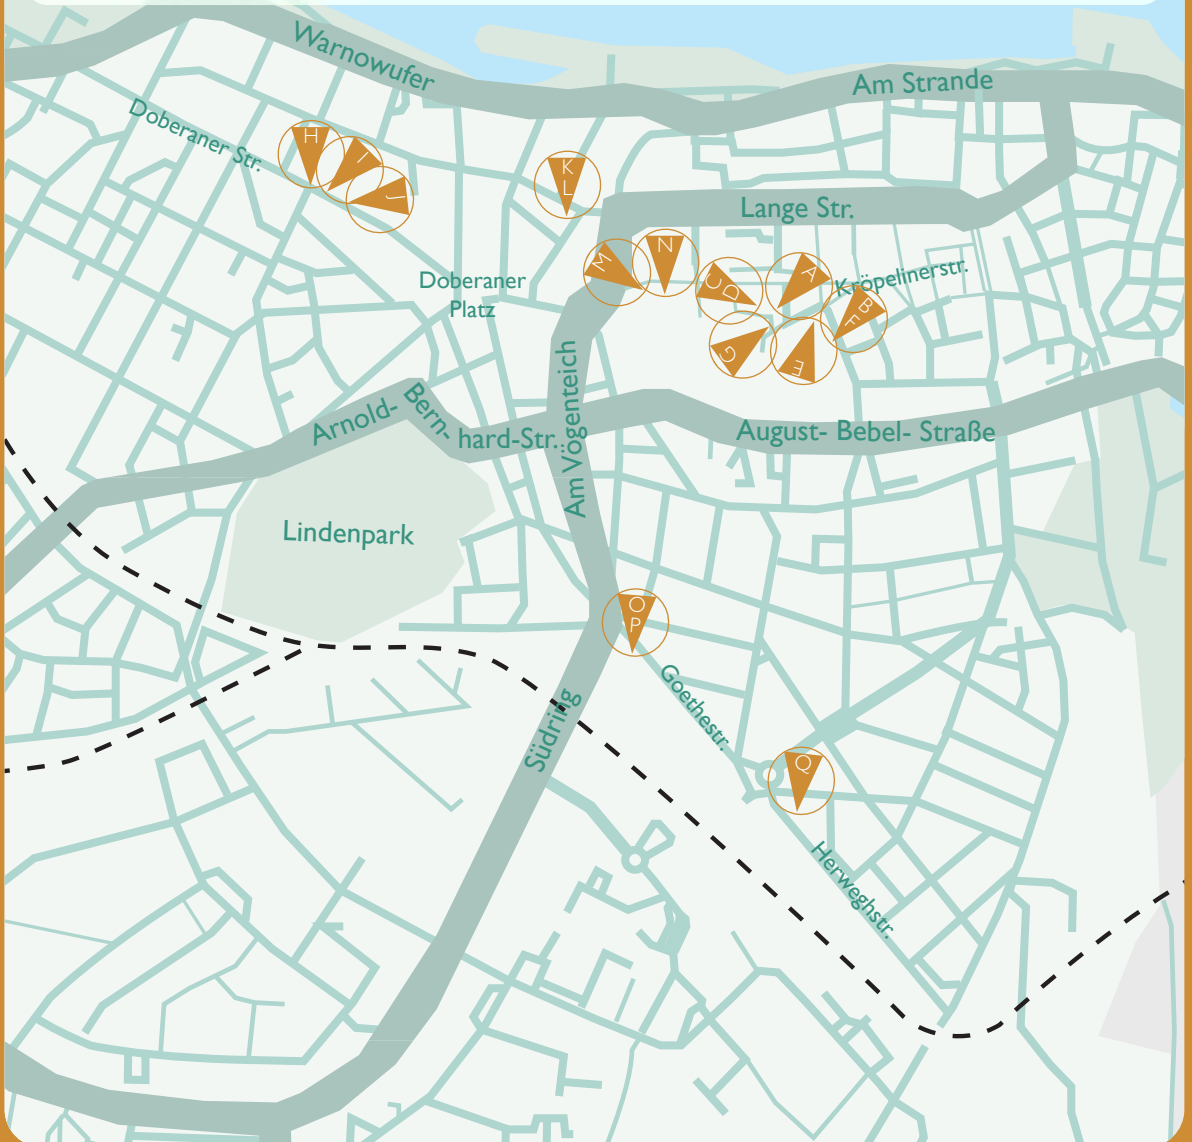 Warnowufer
Am Strande
Doberaner Str.
H
I
J
K
L
Lange Str.
M
N
C
D
A
Kröpelinerstr.
B
F
G
E
Doberaner
Platz
Am Vögenteich
Arnold-
Bern-
hard-Str..
August- Bebel- Straße
Lindenpark
O
P
Goethestr.
Südring
Q
Herweghstr.